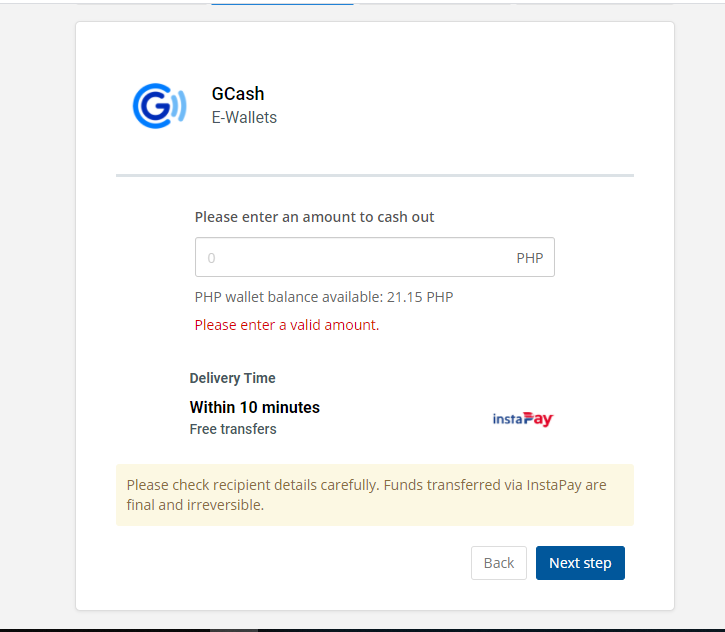 GCash
E-Wallets
Please enter an amount to cash out
0 PHP
PHP wallet balance available: 21.15 PHP
Please enter a valid amount.
Delivery Time
Within 10 minutes
Free transfers
instaPay
Please check recipient details carefully. Funds transferred via InstaPay are
final and irreversible.
Back Next step